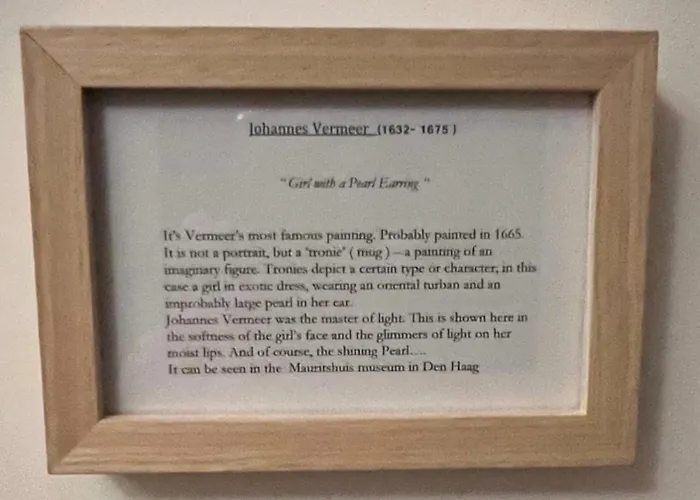 Johannes Vermeer (1632- 1675 )
"Girl with a Pearl Earring "
It's Vermeer's most famous painting. Probably painted in 1665.
It is not a portrait, but a 'tronie' ( mug ) – a painting of an
imaginary figure. Tronies depict a certain type or character; in this
case a girl in exotic dress, wearing an oriental turban and an
improbably large pearl in her ear.
Johannes Vermeer was the master of light. This is shown here in
the softness of the girl's face and the glimmers of light on her
moist lips. And of course, the shining Pearl....
It can be seen in the Mauritshuis museum in Den Haag